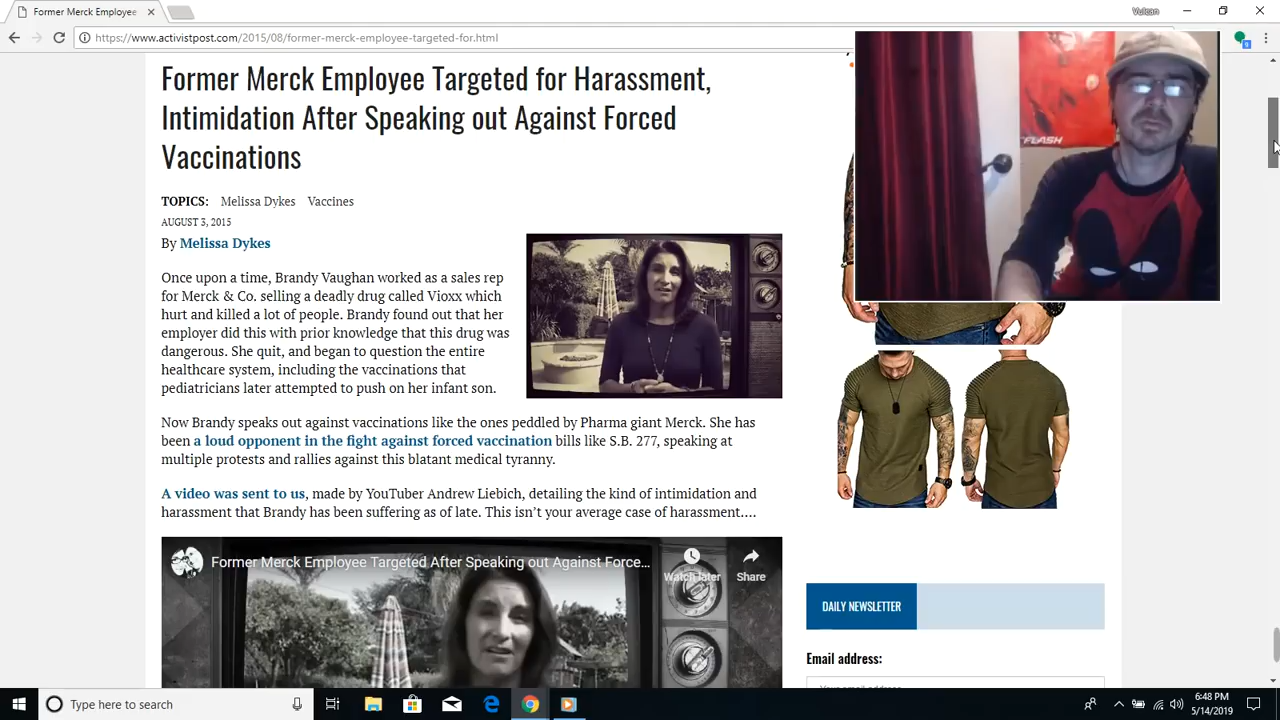 Former Merck Employee
Vulcan
https://www.activistpost.com/2015/08/former-merck-employee-targeted-for.html
FLASH
Former Merck Employee Targeted for Harassment,
Intimidation After Speaking out Against Forced
Vaccinations
TOPICS: Melissa Dykes Vaccines
AUGUST 3, 2015
By Melissa Dykes
Once upon a time, Brandy Vaughan worked as a sales rep
for Merck & Co. selling a deadly drug called Vioxx which
hurt and killed a lot of people. Brandy found out that her
employer did this with prior knowledge that this drug was
dangerous. She quit, and began to question the entire
healthcare system, including the vaccinations that
pediatricians later attempted to push on her infant son.
Now Brandy speaks out against vaccinations like the ones peddled by Pharma giant Merck. She has
been a loud opponent in the fight against forced vaccination bills like S.B. 277, speaking at
multiple protests and rallies against this blatant medical tyranny.
A video was sent to us, made by YouTuber Andrew Liebich, detailing the kind of intimidation and
harassment that Brandy has been suffering as of late. This isn't your average case of harassment....
Former Merck Employee Targeted After Speaking out Against Force...
Watch later
Share
DAILY NEWSLETTER
Email address:
Your email address
Type here to search
6:48 PM
5/14/2019